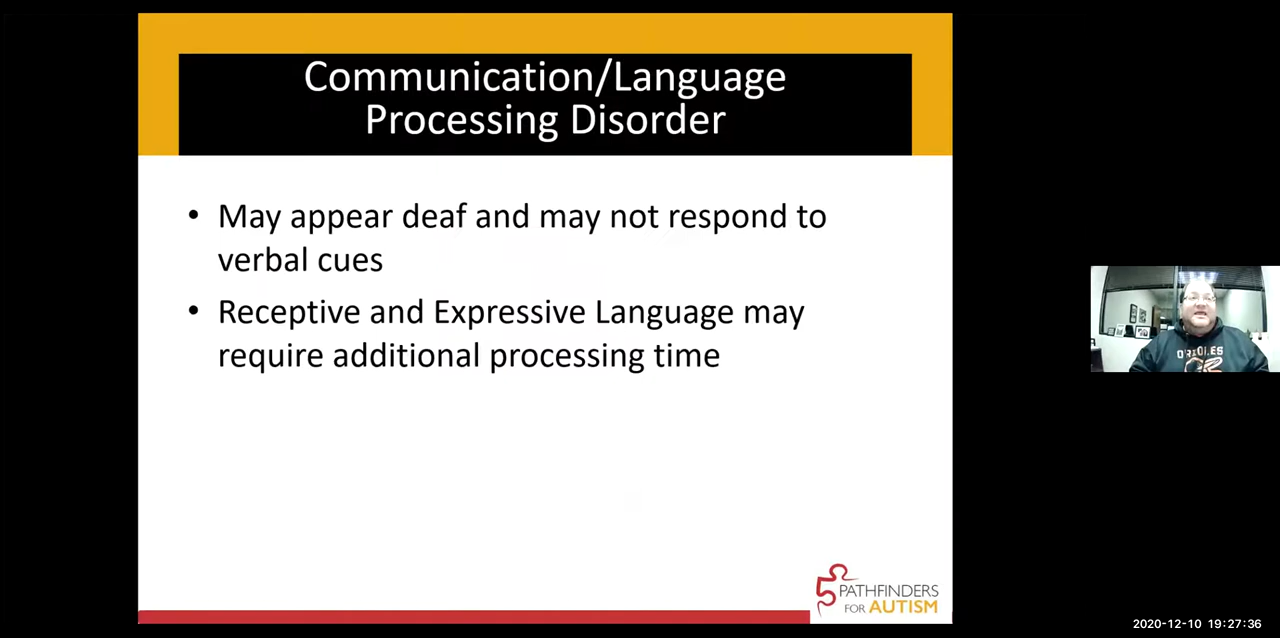 Communication/Language
Processing Disorder
• May appear deaf and may not respond to
verbal cues
• Receptive and Expressive Language may
require additional processing time
ORIOLES
PATHFINDERS
FOR AUTISM
2020-12-10 19:27:36